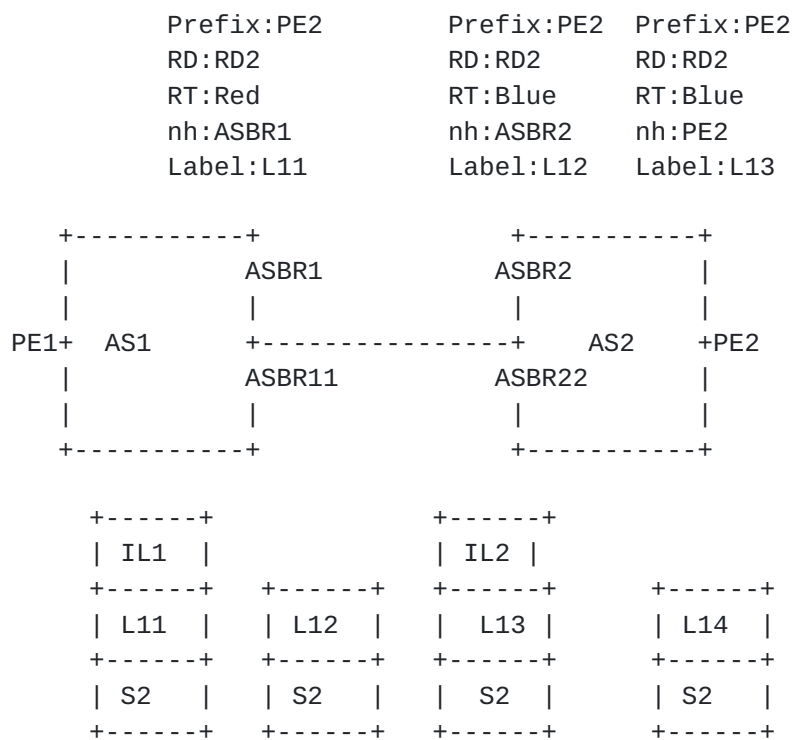 Prefix:PE2 Prefix:PE2 Prefix:PE2
RD:RD2 RD:RD2 RD:RD2
RT:Red RT:Blue RT:Blue
nh:ASBR1 nh:ASBR2 nh:PE2
Label:L11 Label:L12 Label:L13
+-----------+ +-----------+
| ASBR1 ASBR2 |
| | | |
PE1+ AS1 +----------------+ AS2 +PE2
| ASBR11 ASBR22 |
| | | |
+-----------+ +-----------+
+------+ +------+
| IL1 | | IL2 |
+------+ +------+ +------+ +------+
| L11 | | L12 | | L13 | | L14 |
+------+ +------+ +------+ +------+
| S2 | | S2 | | S2 | | S2 |
+------+ +------+ +------+ +------+